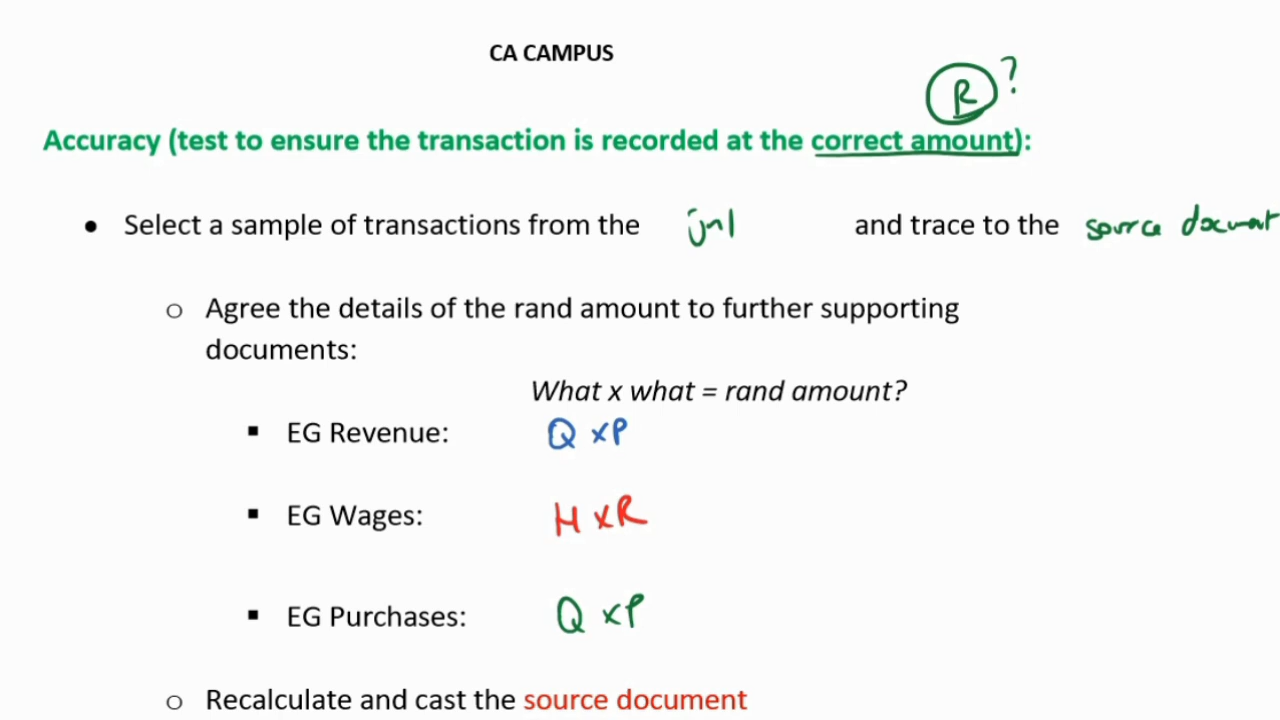 CA CAMPUS
R ?
Accuracy (test to ensure the transaction is recorded at the correct amount):
• Select a sample of transactions from the jnl and trace to the source document
o Agree the details of the rand amount to further supporting
documents:
What x what = rand amount?
▪ EG Revenue: Q x P
▪ EG Wages: H x R
▪ EG Purchases: Q x P
o Recalculate and cast the source document